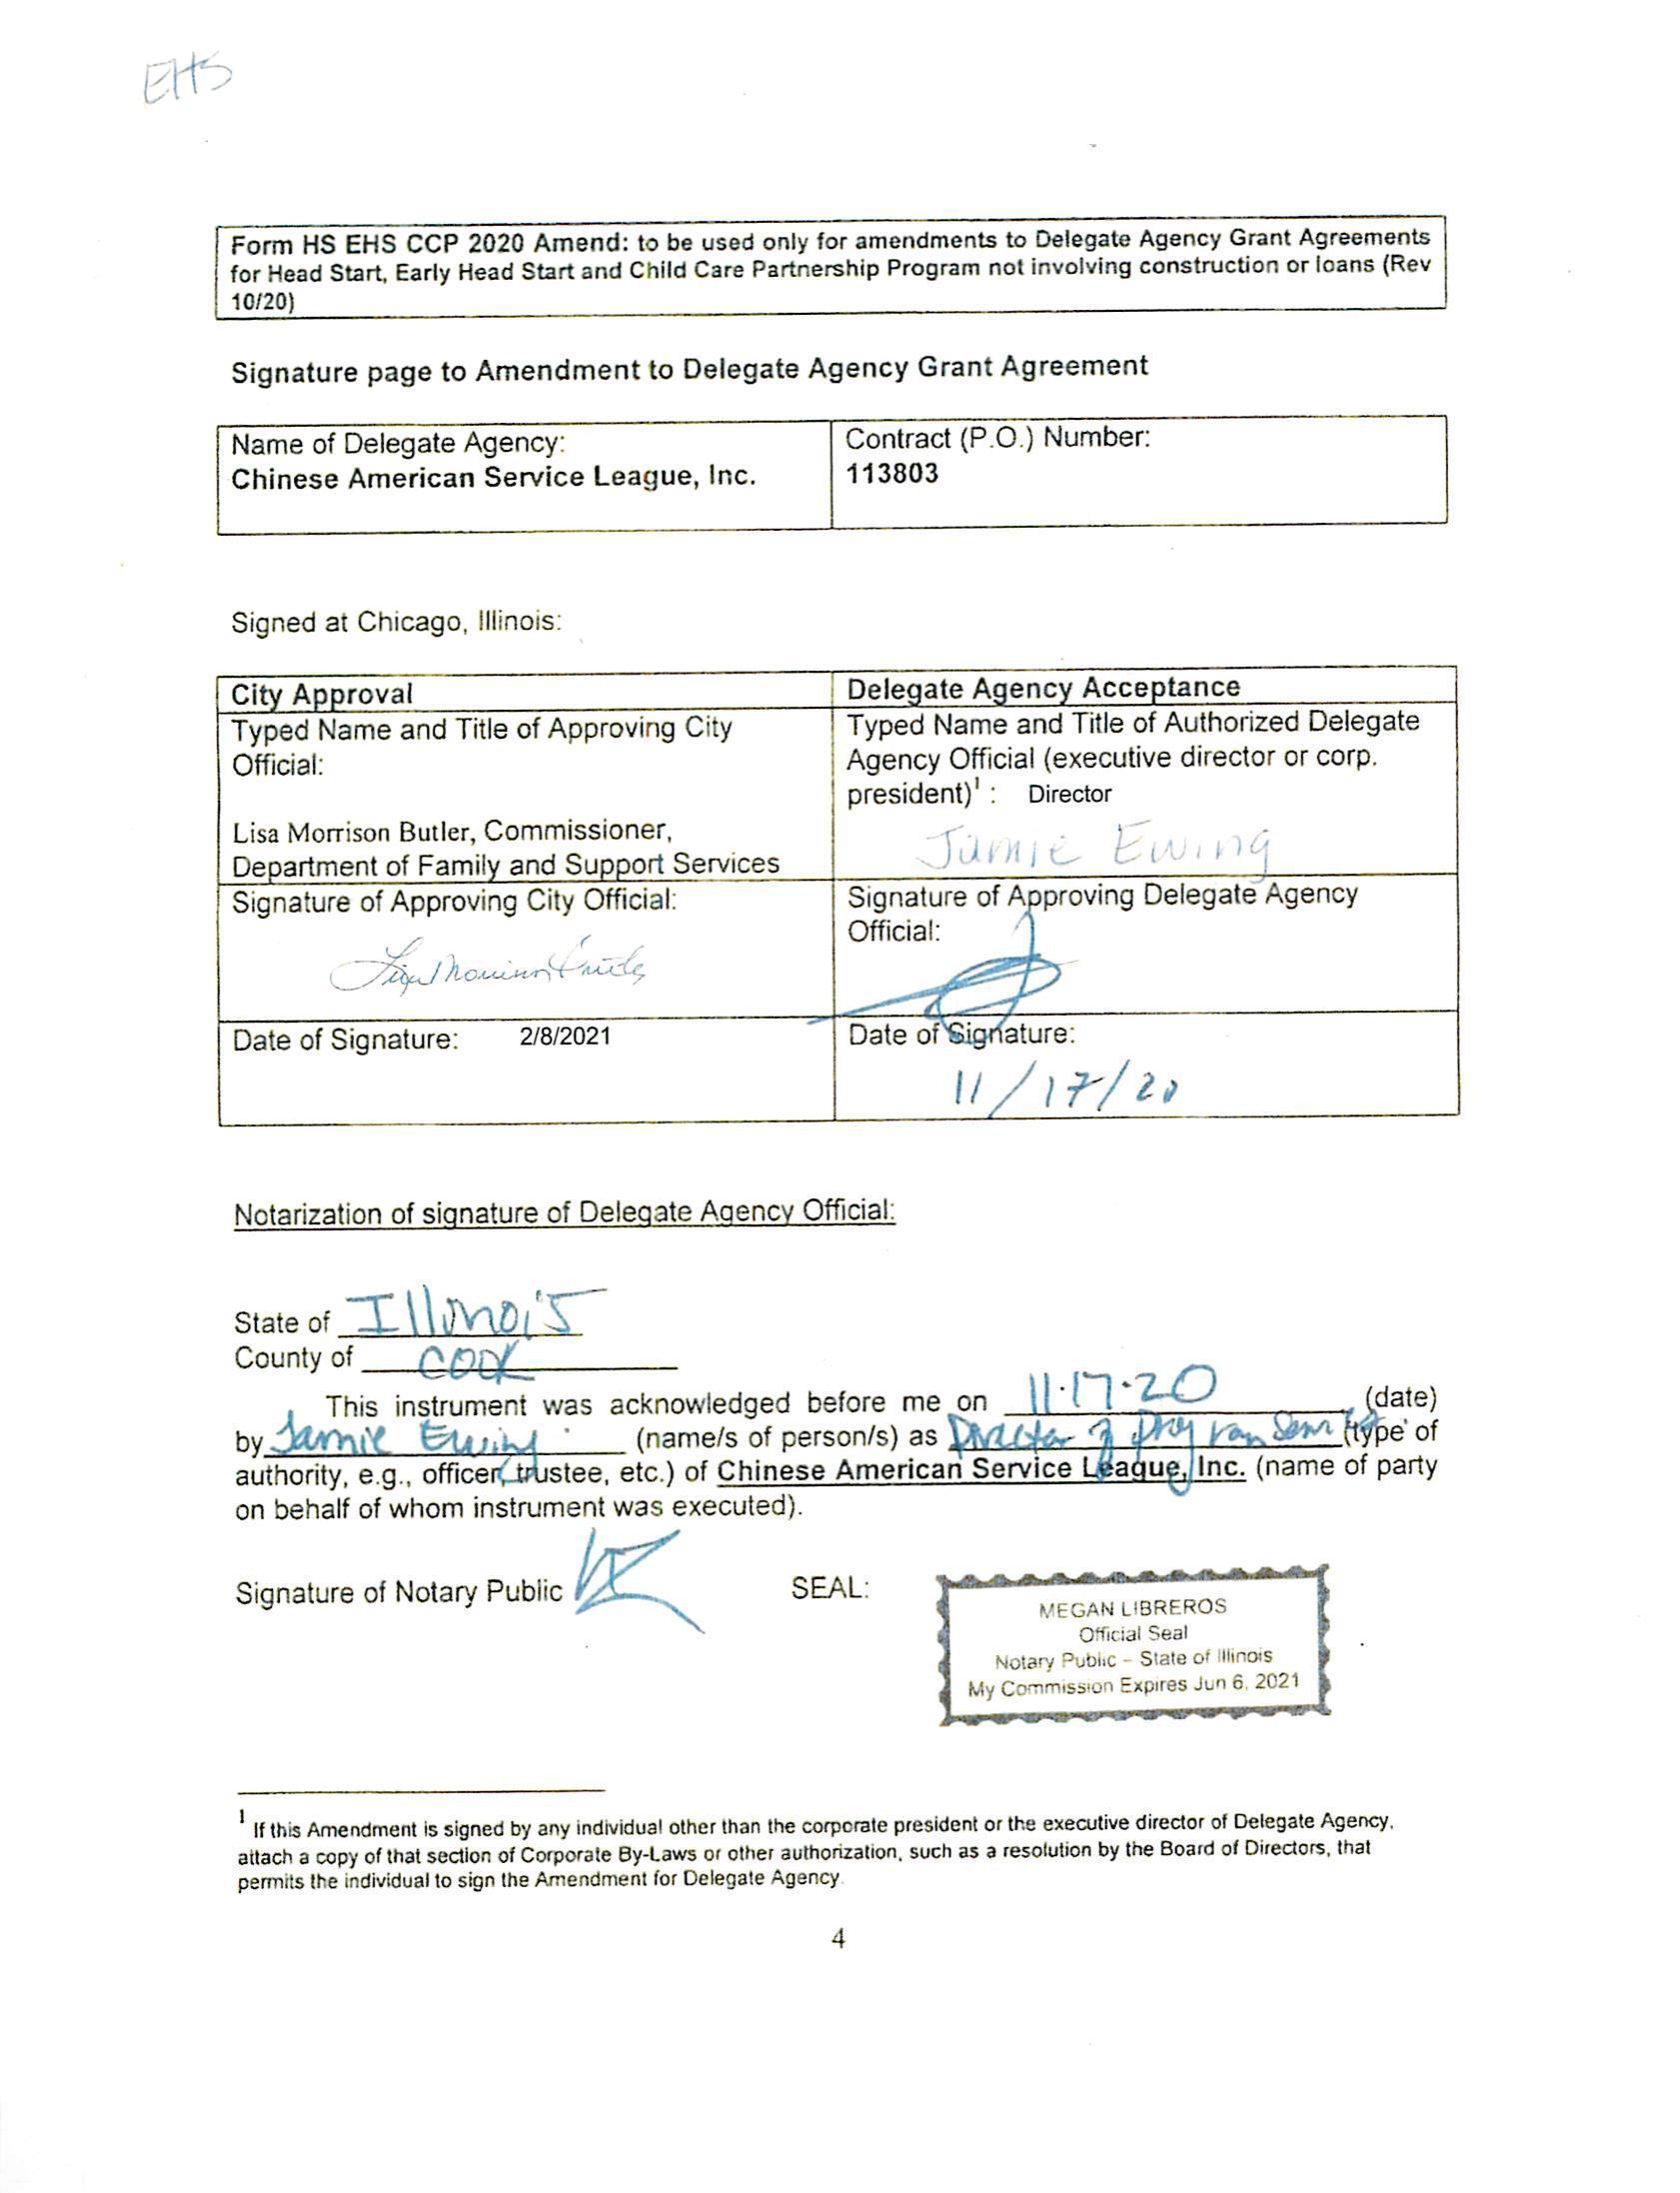 EHS
Form HS EHS CCP 2020 Amend: to be used only for amendments to Delegate Agency Grant Agreements
for Head Start, Early Head Start and Child Care Partnership Program not involving construction or loans (Rev
10/20)
Signature page to Amendment to Delegate Agency Grant Agreement
Name of Delegate Agency:
Chinese American Service League, Inc.
Contract (P.O.) Number:
113803
Signed at Chicago, Illinois:
City Approval
Typed Name and Title of Approving City
Official:
Lisa Morrison Butler, Commissioner,
Department of Family and Support Services
Delegate Agency Acceptance
Typed Name and Title of Authorized Delegate
Agency Official (executive director or corp.
president)¹ : Director
Jamie Ewing
Signature of Approving City Official:
Lisa Morrison Butler
Signature of Approving Delegate Agency
Official:
Date of Signature: 2/8/2021
Date of Signature:
11/17/20
Notarization of signature of Delegate Agency Official:
State of Illinois
County of COOK
This instrument was acknowledged before me on 11.17.20 (date)
by Jamie Ewing (name/s of person/s) as Director of program (type of
authority, e.g., officer, trustee, etc.) of Chinese American Service League, Inc. (name of party
on behalf of whom instrument was executed).
Signature of Notary Public
SEAL:
MEGAN LIBREROS
Official Seal
Notary Public – State of Illinois
My Commission Expires Jun 6, 2021
¹ If this Amendment is signed by any individual other than the corporate president or the executive director of Delegate Agency,
attach a copy of that section of Corporate By-Laws or other authorization, such as a resolution by the Board of Directors, that
permits the individual to sign the Amendment for Delegate Agency.
4